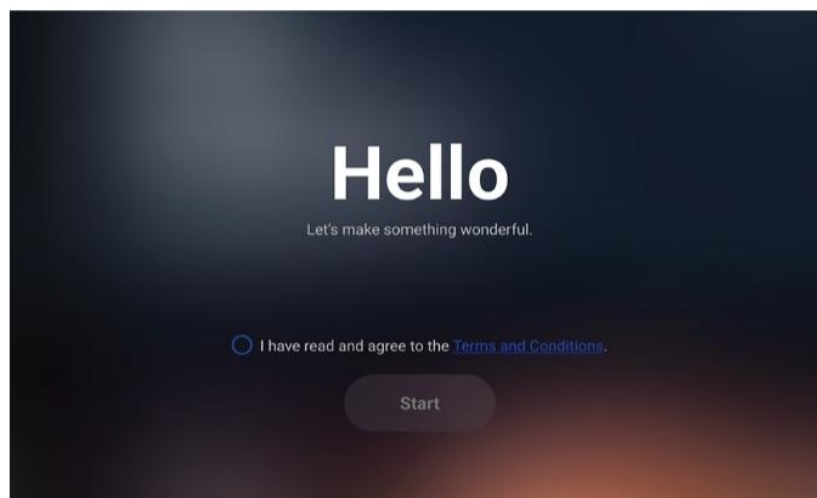 Hello
Let's make something wonderful.
I have read and agree to the Terms and Conditions.
Start